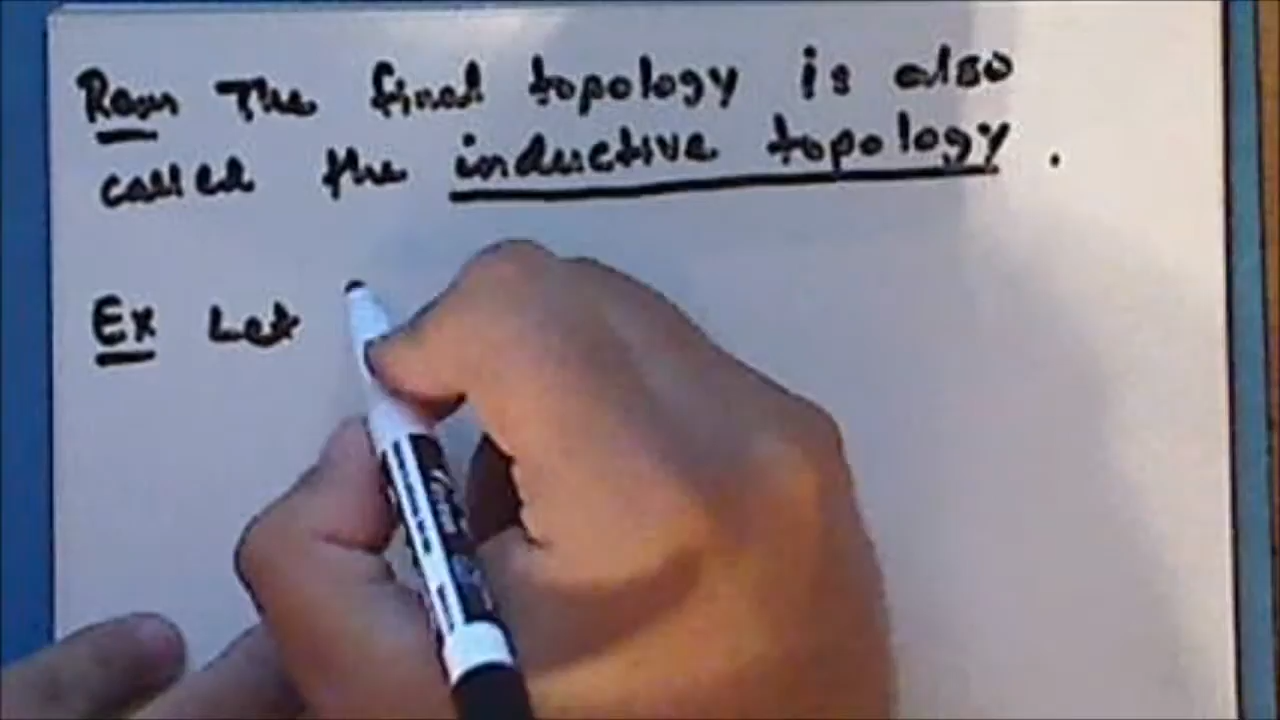 Rem The final topology is also
called the inductive topology .
Ex Let